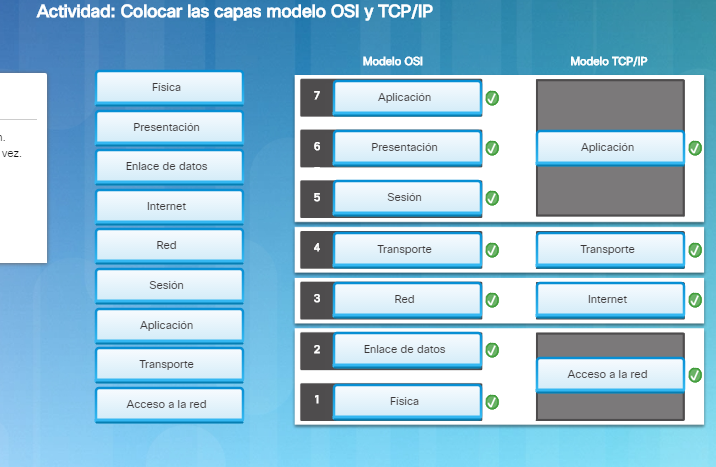 Actividad: Colocar las capas modelo OSI y TCP/IP
n.
vez.
Física
Presentación
Enlace de datos
Internet
Red
Sesión
Aplicación
Transporte
Acceso a la red
Modelo OSI
Modelo TCP/IP
7 Aplicación
6 Presentación Aplicación
5 Sesión
4 Transporte Transporte
3 Red Internet
2 Enlace de datos
Acceso a la red
1 Física